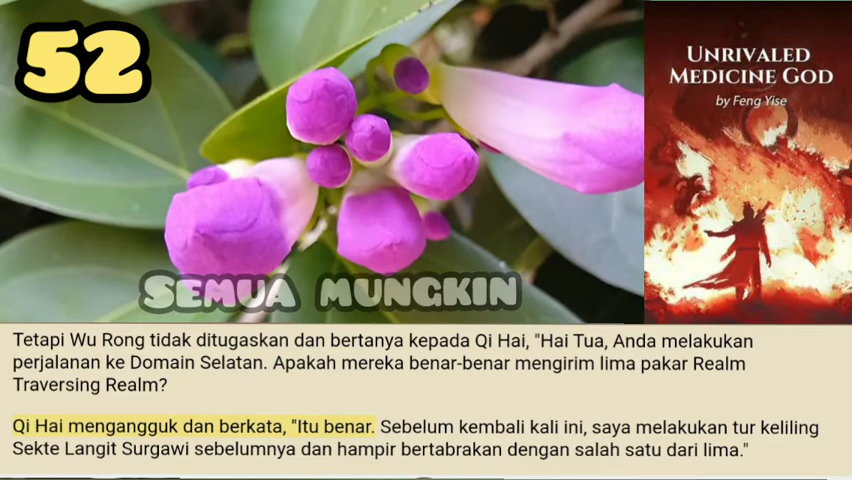 52
UNRIVALED
MEDICINE GOD
by Feng Yise
SEMUA MUNGKIN
Tetapi Wu Rong tidak ditugaskan dan bertanya kepada Qi Hai, "Hai Tua, Anda melakukan
perjalanan ke Domain Selatan. Apakah mereka benar-benar mengirim lima pakar Realm
Traversing Realm?
Qi Hai mengangguk dan berkata, "Itu benar. Sebelum kembali kali ini, saya melakukan tur keliling
Sekte Langit Surgawi sebelumnya dan hampir bertabrakan dengan salah satu dari lima."